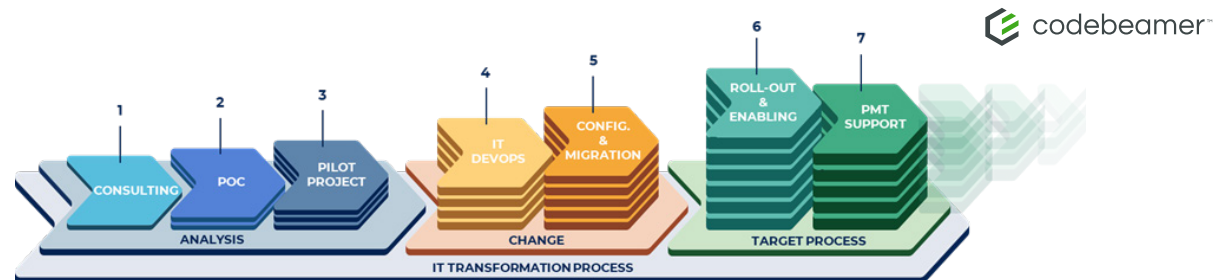 codebeamer™
1
CONSULTING
2
POC
3
PILOT
PROJECT
4
IT
DEVOPS
5
CONFIG.
&
MIGRATION
6
ROLL-OUT
&
ENABLING
7
PMT
SUPPORT
ANALYSIS
CHANGE
TARGET PROCESS
IT TRANSFORMATION PROCESS